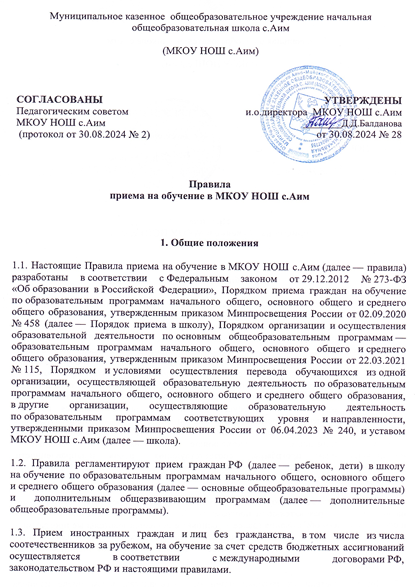 Муниципальное казенное общеобразовательное учреждение начальная
общеобразовательная школа с.Аим
(МКОУ НОШ с.Аим)
СОГЛАСОВАНЫ
Педагогическим советом
МКОУ НОШ с.Аим
(протокол от 30.08.2024 № 2)
УТВЕРЖДЕНЫ
и.о.директора МКОУ НОШ с.Аим
Д.Д.Балданова
от 30.08.2024 № 28
Правила
приема на обучение в МКОУ НОШ с.Аим
1. Общие положения
1.1. Настоящие Правила приема на обучение в МКОУ НОШ с.Аим (далее — правила)
разработаны в соответствии с Федеральным законом от 29.12.2012 № 273-ФЗ
«Об образовании в Российской Федерации», Порядком приема граждан на обучение
по образовательным программам начального общего, основного общего и среднего
общего образования, утвержденным приказом Минпросвещения России от 02.09.2020
№ 458 (далее — Порядок приема в школу), Порядком организации и осуществления
образовательной деятельности по основным общеобразовательным программам —
образовательным программам начального общего, основного общего и среднего
общего образования, утвержденным приказом Минпросвещения России от 22.03.2021
№ 115, Порядком и условиями осуществления перевода обучающихся из одной
организации, осуществляющей образовательную деятельность по образовательным
программам начального общего, основного общего и среднего общего образования,
в другие организации, осуществляющие образовательную деятельность
по образовательным программам соответствующих уровня и направленности,
утвержденными приказом Минпросвещения России от 06.04.2023 № 240, и уставом
МКОУ НОШ с.Аим (далее — школа).
1.2. Правила регламентируют прием граждан РФ (далее — ребенок, дети) в школу
на обучение по образовательным программам начального общего, основного общего
и среднего общего образования (далее — основные общеобразовательные программы)
и дополнительным общеразвивающим программам (далее — дополнительные
общеобразовательные программы).
1.3. Прием иностранных граждан и лиц без гражданства, в том числе из числа
соотечественников за рубежом, на обучение за счет средств бюджетных ассигнований
осуществляется в соответствии с международными договорами РФ,
законодательством РФ и настоящими правилами.